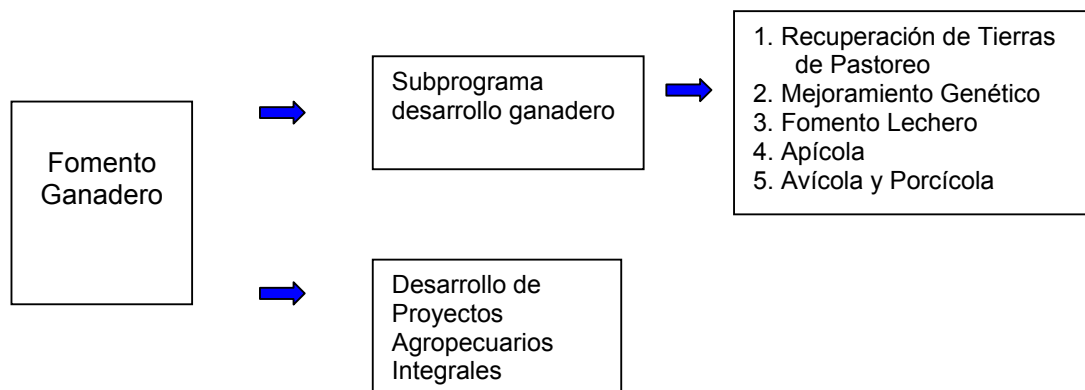 Fomento
Ganadero
Subprograma
desarrollo ganadero
1. Recuperación de Tierras
de Pastoreo
2. Mejoramiento Genético
3. Fomento Lechero
4. Apícola
5. Avícola y Porcícola
Desarrollo de
Proyectos
Agropecuarios
Integrales